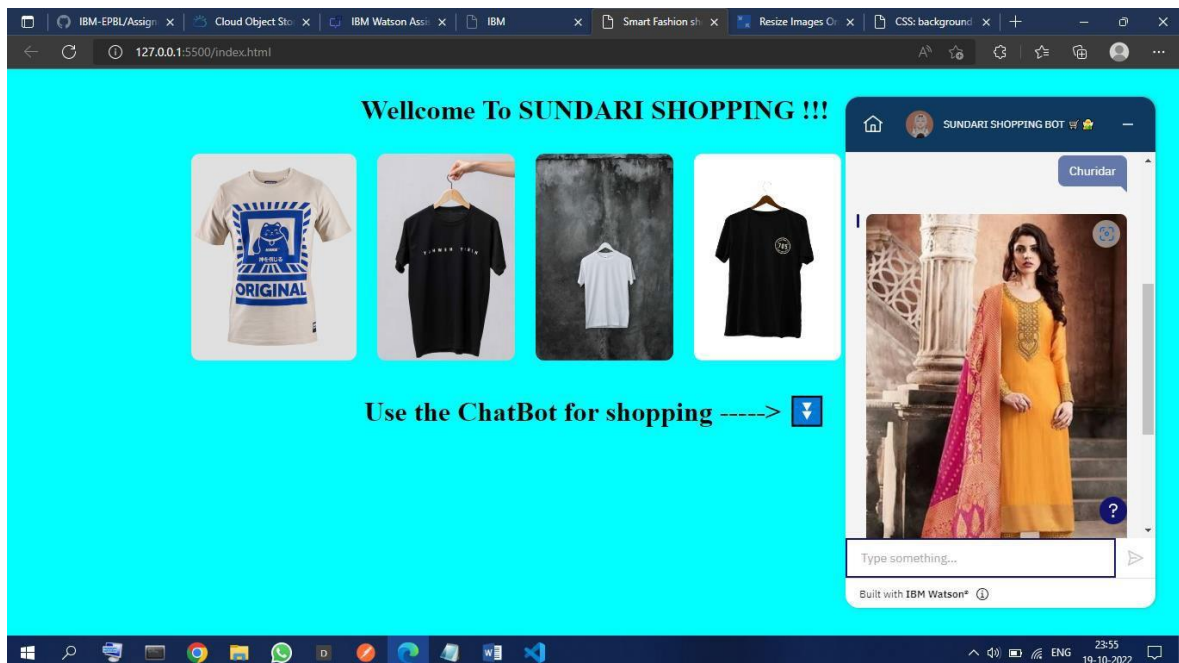 IBM-EPBL/Assign
Cloud Object Sto
IBM Watson Assi
IBM
Smart Fashion sh
Resize Images On
CSS: background
127.0.0.1:5500/index.html
Wellcome To SUNDARI SHOPPING !!!
SUNDARI SHOPPING BOT
Churidar
ORIGINAL
785
Use the ChatBot for shopping ----->
?
Type something...
Built with IBM Watson®
D
ENG
23:55
19-10-2022